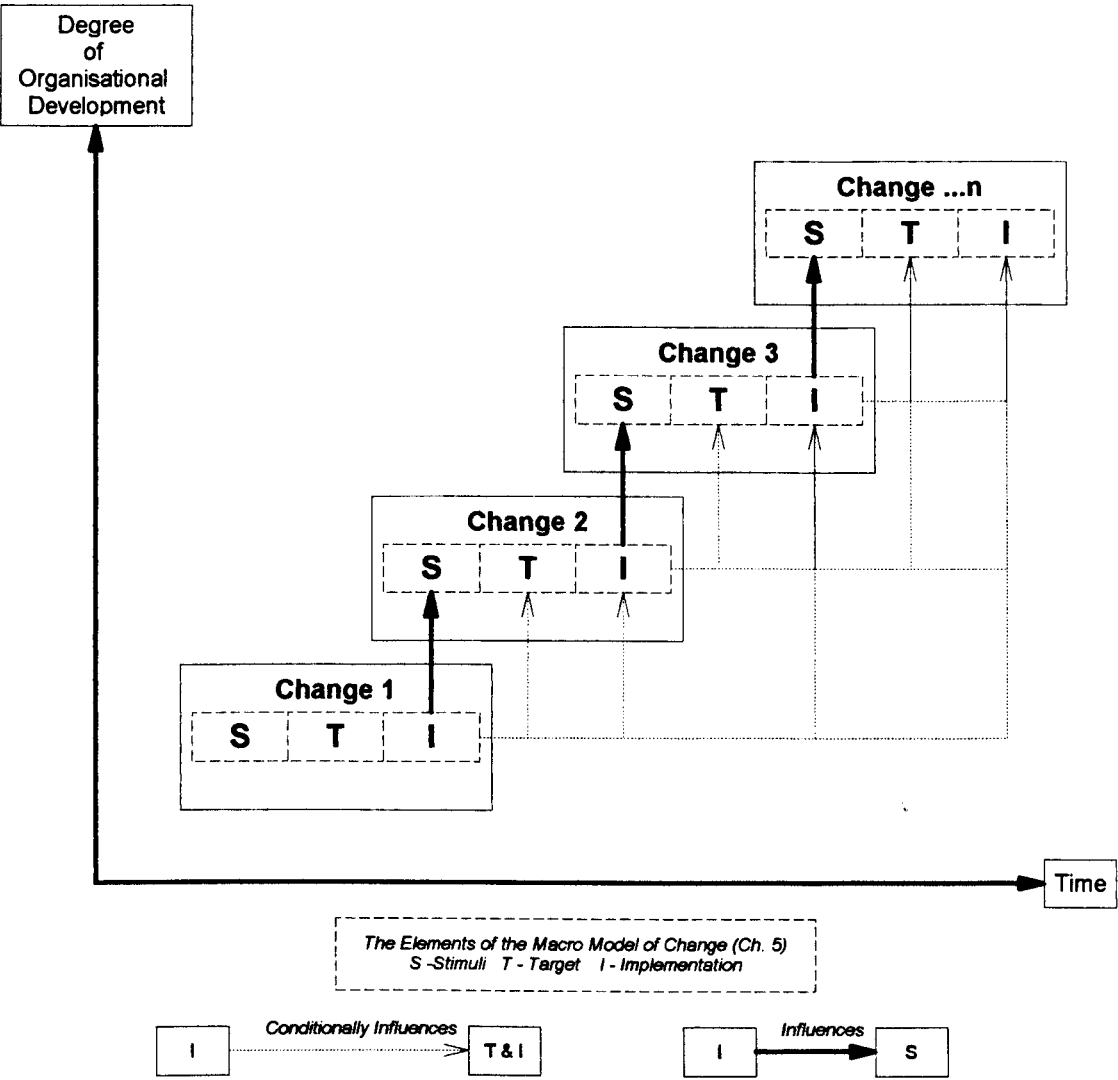 Degree
of
Organisational
Development
Change ...n
S T I
Change 3
S T I
Change 2
S T I
Change 1
S T I
Time
The Elements of the Macro Model of Change (Ch. 5)
S -Stimuli T - Target I - Implementation
Conditionally Influences
I T & I
Influences
I S